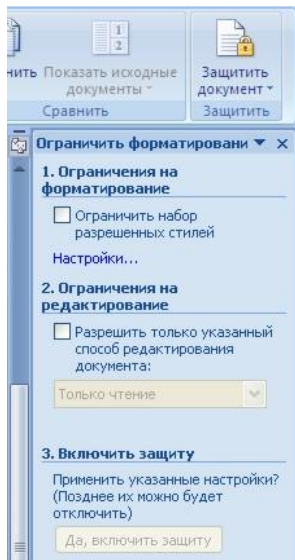 1
2
нить Показать исходные
документы
Защитить
документ
Сравнить
Защитить
Ограничить форматировани
1. Ограничения на
форматирование
Ограничить набор
разрешенных стилей
Настройки...
2. Ограничения на
редактирование
Разрешить только указанный
способ редактирования
документа:
Только чтение
3. Включить защиту
Применить указанные настройки?
(Позднее их можно будет
отключить)
Да, включить защиту